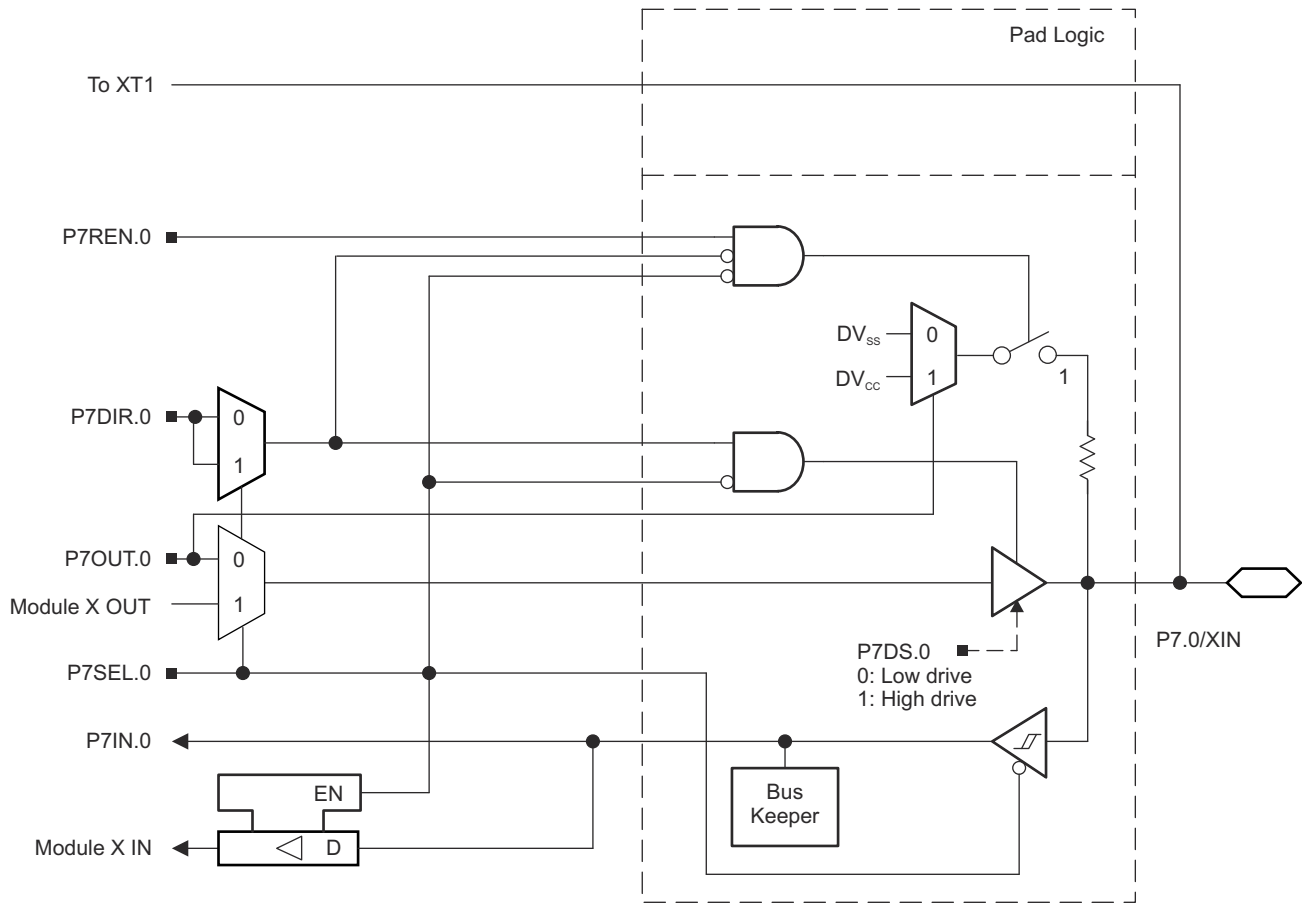 Pad Logic
To XT1
P7REN.0
DVSS
0
DVCC
1
1
P7DIR.0
0
1
P7OUT.0
0
Module X OUT
1
P7DS.0
0: Low drive
1: High drive
P7.0/XIN
P7SEL.0
P7IN.0
Bus
Keeper
EN
Module X IN
D